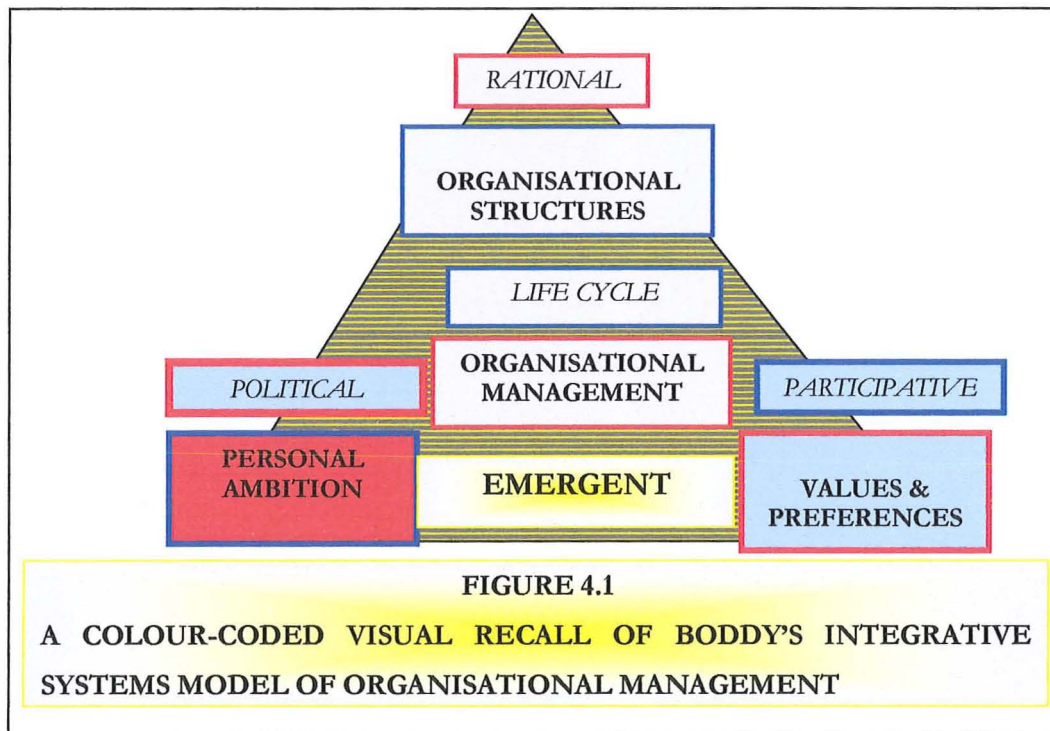 RATIONAL
ORGANISATIONAL
STRUCTURES
LIFE CYCLE
ORGANISATIONAL
MANAGEMENT
POLITICAL
PARTICIPATIVE
PERSONAL
AMBITION
EMERGENT
VALUES &
PREFERENCES
FIGURE 4.1
A COLOUR-CODED VISUAL RECALL OF BODDY'S INTEGRATIVE
SYSTEMS MODEL OF ORGANISATIONAL MANAGEMENT